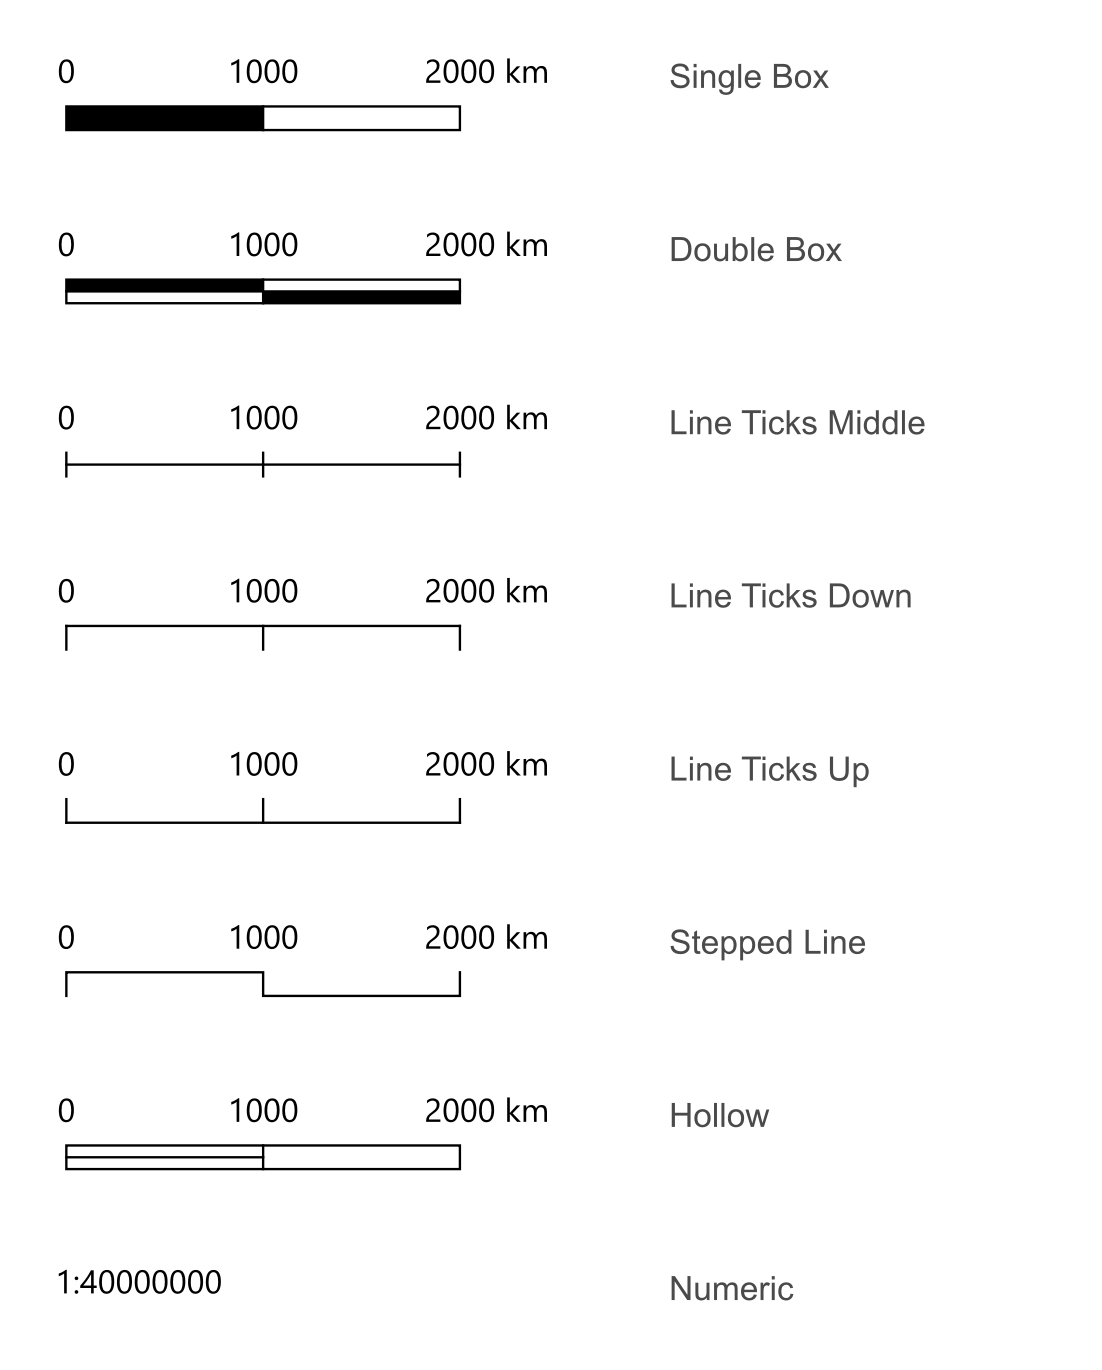 0 1000 2000 km Single Box
0 1000 2000 km Double Box
0 1000 2000 km Line Ticks Middle
0 1000 2000 km Line Ticks Down
0 1000 2000 km Line Ticks Up
0 1000 2000 km Stepped Line
0 1000 2000 km Hollow
1:40000000 Numeric